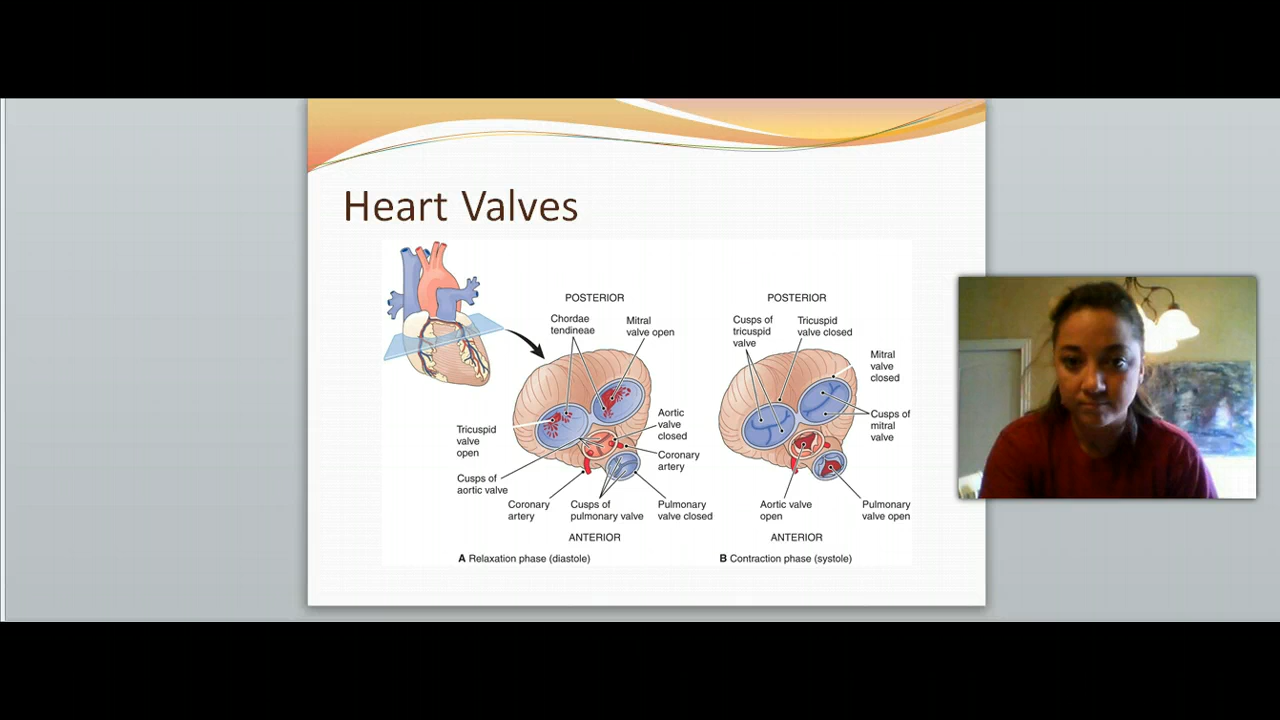 Heart Valves
POSTERIOR
Chordae
tendineae
Mitral
valve open
Tricuspid
valve
open
Aortic
valve
closed
Coronary
artery
Cusps of
aortic valve
Coronary
artery
Cusps of
pulmonary valve
Pulmonary
valve closed
ANTERIOR
A Relaxation phase (diastole)
POSTERIOR
Cusps of
tricuspid
valve
Tricuspid
valve closed
Mitral
valve
closed
Cusps of
mitral
valve
Aortic valve
open
Pulmonary
valve open
ANTERIOR
B Contraction phase (systole)